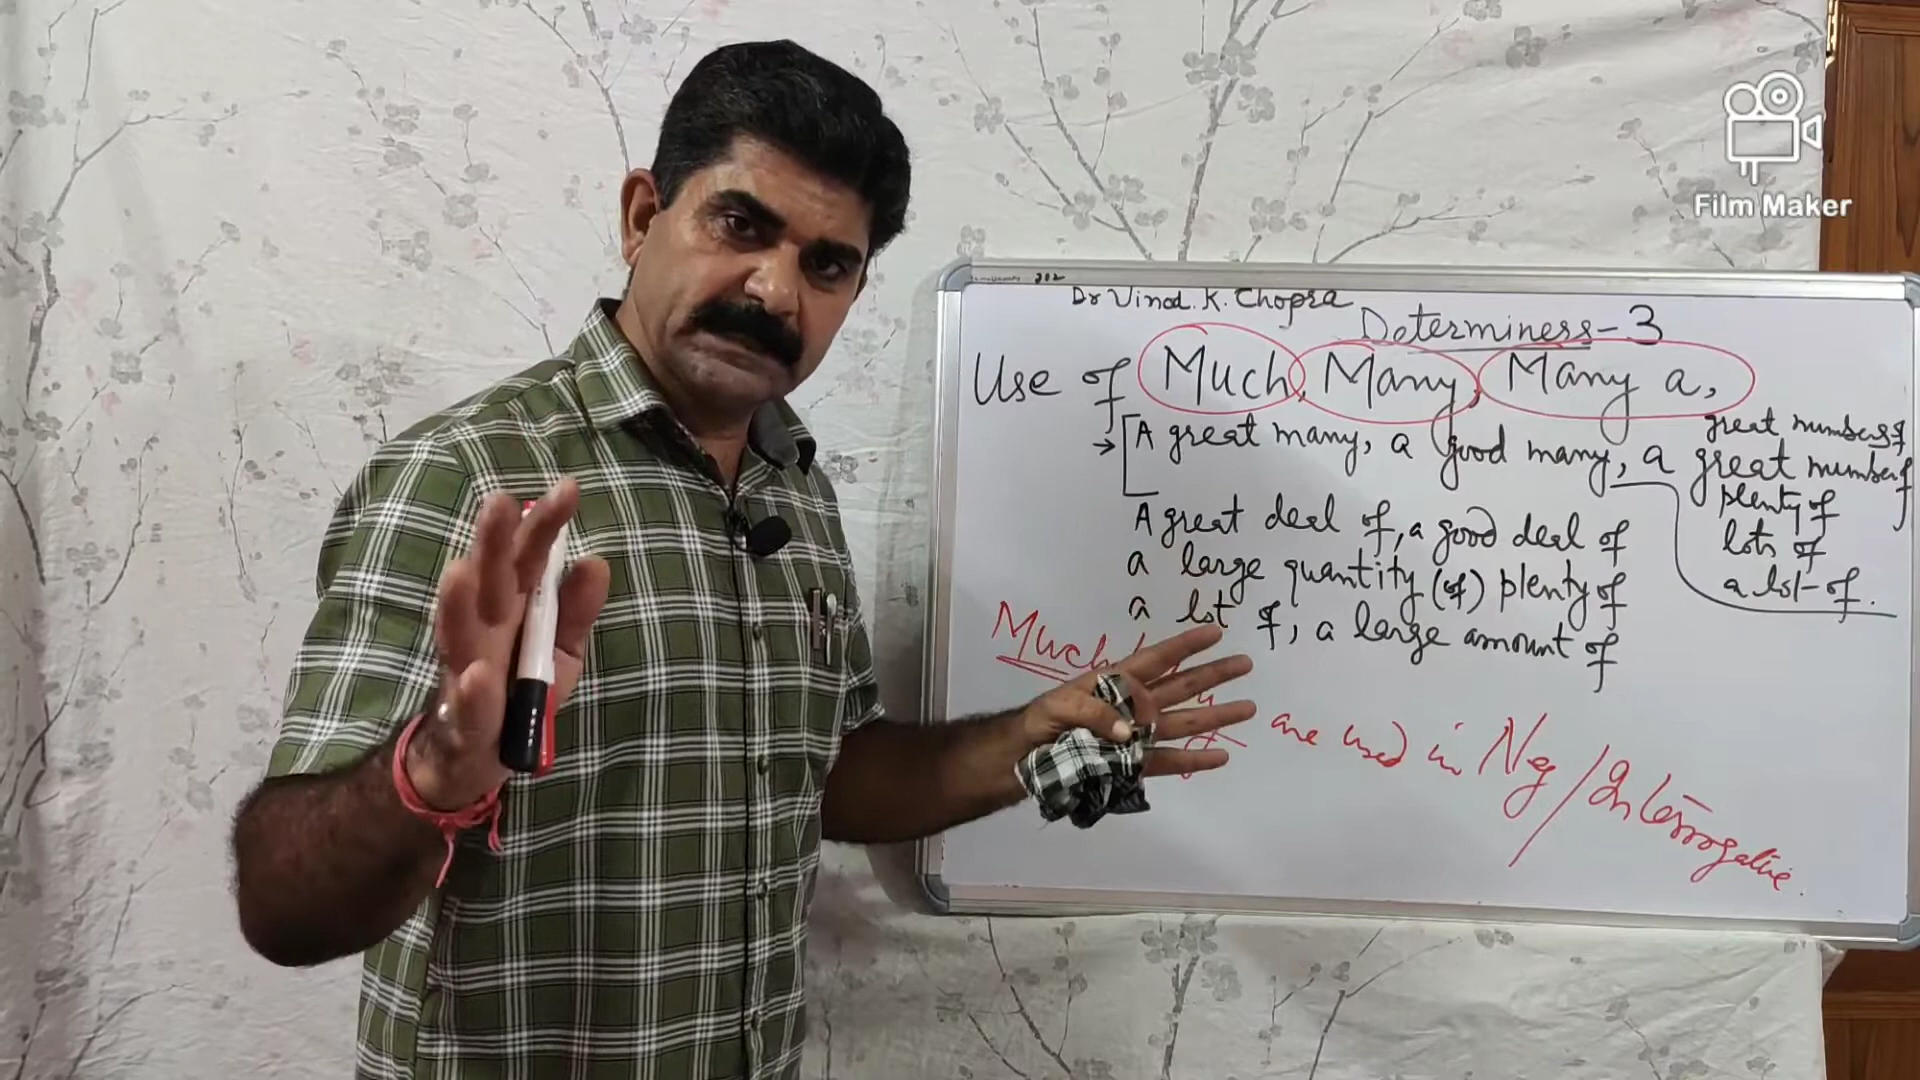 Film Maker
Dr Vinod. K. Chopra
Determiners-3
Use of Much, Many, Many a,
great numbers of
A great many, a good many, a great number of
plenty of
A great deal of, a good deal of
lots of
a large quantity (of) plenty of
a lot of.
a lot of, a large amount of
Much
are used in Neg/Interrogative.